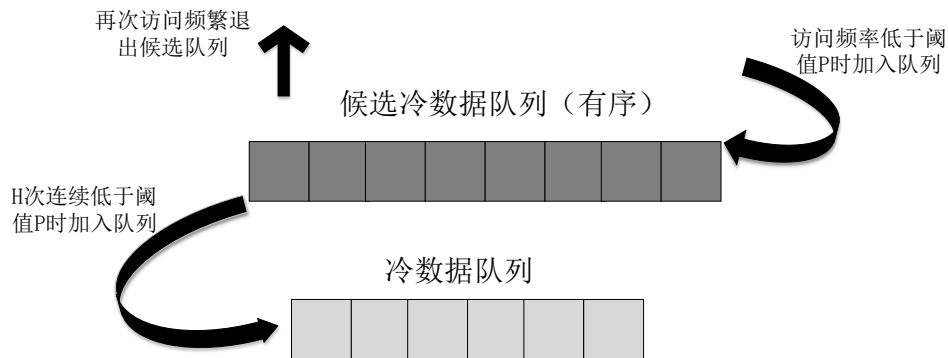 再次访问频繁退
出候选队列
访问频率低于阈
值P时加入队列
候选冷数据队列（有序）
H次连续低于阈
值P时加入队列
冷数据队列